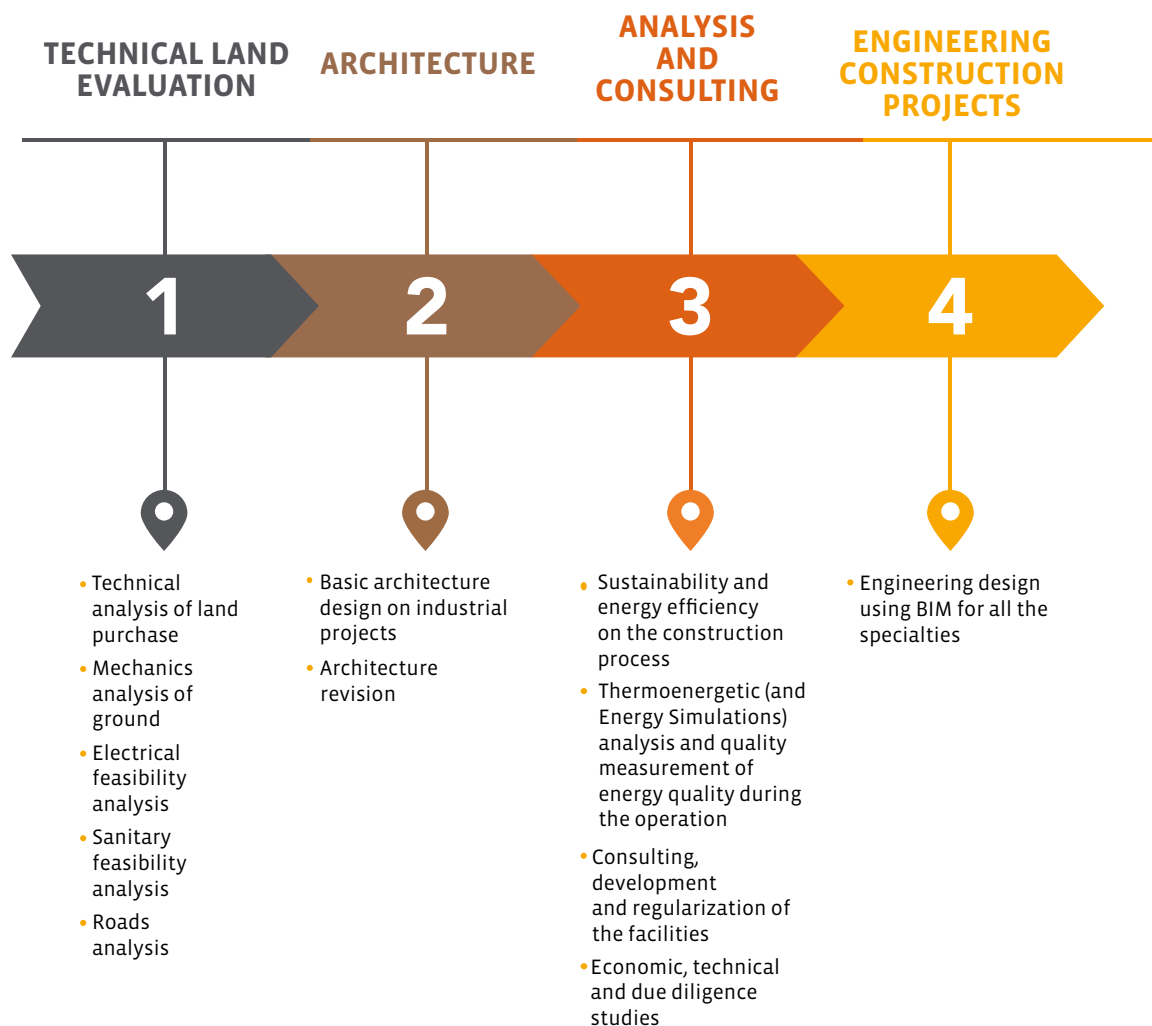 TECHNICAL LAND
EVALUATION
ARCHITECTURE
ANALYSIS
AND
CONSULTING
ENGINEERING
CONSTRUCTION
PROJECTS
1
2
3
4
• Technical
analysis of land
purchase
• Mechanics
analysis of
ground
• Electrical
feasibility
analysis
• Sanitary
feasibility
analysis
• Roads
analysis
• Basic architecture
design on industrial
projects
• Architecture
revision
• Sustainability and
energy efficiency
on the construction
process
• Thermoenergetic (and
Energy Simulations)
analysis and quality
measurement of
energy quality during
the operation
• Consulting,
development
and regularization of
the facilities
• Economic, technical
and due diligence
studies
• Engineering design
using BIM for all the
specialties